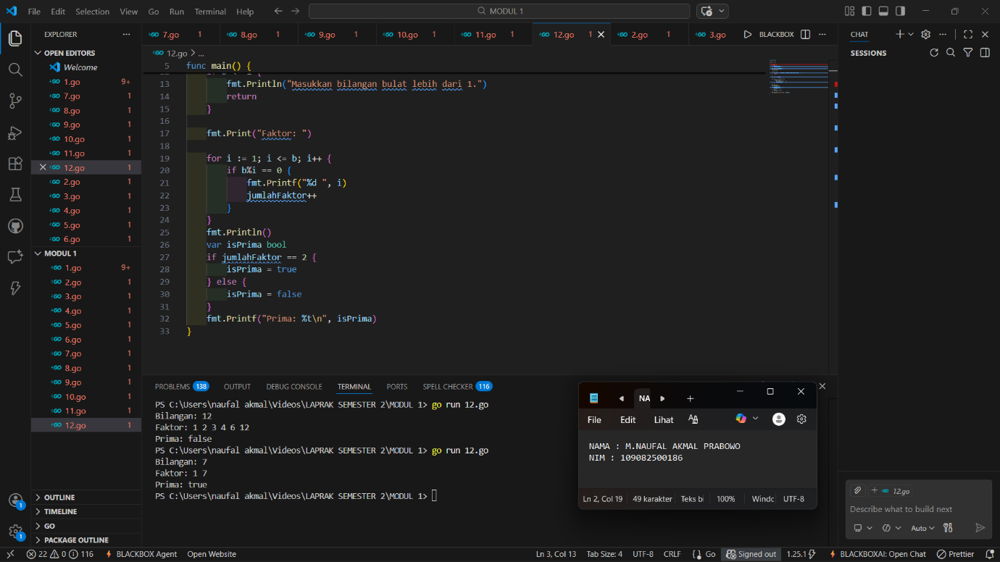 File Edit Selection View Go Run Terminal Help
MODUL 1
EXPLORER
OPEN EDITORS
Welcome
1.go 9+
7.go 1
8.go 1
9.go 1
10.go 1
11.go 1
12.go 1
2.go 1
3.go 1
4.go 1
5.go 1
6.go 1
MODUL 1
1.go 9+
2.go 1
3.go 1
4.go 1
5.go 1
6.go 1
7.go 1
8.go 1
9.go 1
10.go 1
11.go 1
12.go 1
OUTLINE
TIMELINE
GO
PACKAGE OUTLINE
7.go 1 8.go 1 9.go 1 10.go 1 11.go 1 12.go 1 2.go 1 3.go BLACKBOX
12.go > ...
5 func main() {
13 fmt.Println("Masukkan bilangan bulat lebih dari 1.")
14 return
15 }
16
17 fmt.Print("Faktor: ")
18
19 for i := 1; i <= b; i++ {
20 if b%i == 0 {
21 fmt.Printf("%d ", i)
22 jumlahFaktor++
23 }
24 }
25 fmt.Println()
26 var isPrima bool
27 if jumlahFaktor == 2 {
28 isPrima = true
29 } else {
30 isPrima = false
31 }
32 fmt.Printf("Prima: %t\n", isPrima)
33 }
PROBLEMS 138 OUTPUT DEBUG CONSOLE TERMINAL PORTS SPELL CHECKER 116
PS C:\Users\naufal akmal\Videos\LAPRAK SEMESTER 2\MODUL 1> go run 12.go
Bilangan: 12
Faktor: 1 2 3 4 6 12
Prima: false
PS C:\Users\naufal akmal\Videos\LAPRAK SEMESTER 2\MODUL 1> go run 12.go
Bilangan: 7
Faktor: 1 7
Prima: true
PS C:\Users\naufal akmal\Videos\LAPRAK SEMESTER 2\MODUL 1>
NA
File Edit Lihat
NAMA : M.NAUFAL AKMAL PRABOWO
NIM : 109082500186
Ln 2, Col 19 49 karakter Teks bi 100% Windc UTF-8
CHAT
SESSIONS
12.go
Describe what to build next
Auto
1
1
22 0 116 BLACKBOX Agent Open Website Ln 3, Col 13 Tab Size: 4 UTF-8 CRLF {} Go Signed out 1.25.1 BLACKBOXAI: Open Chat Prettier